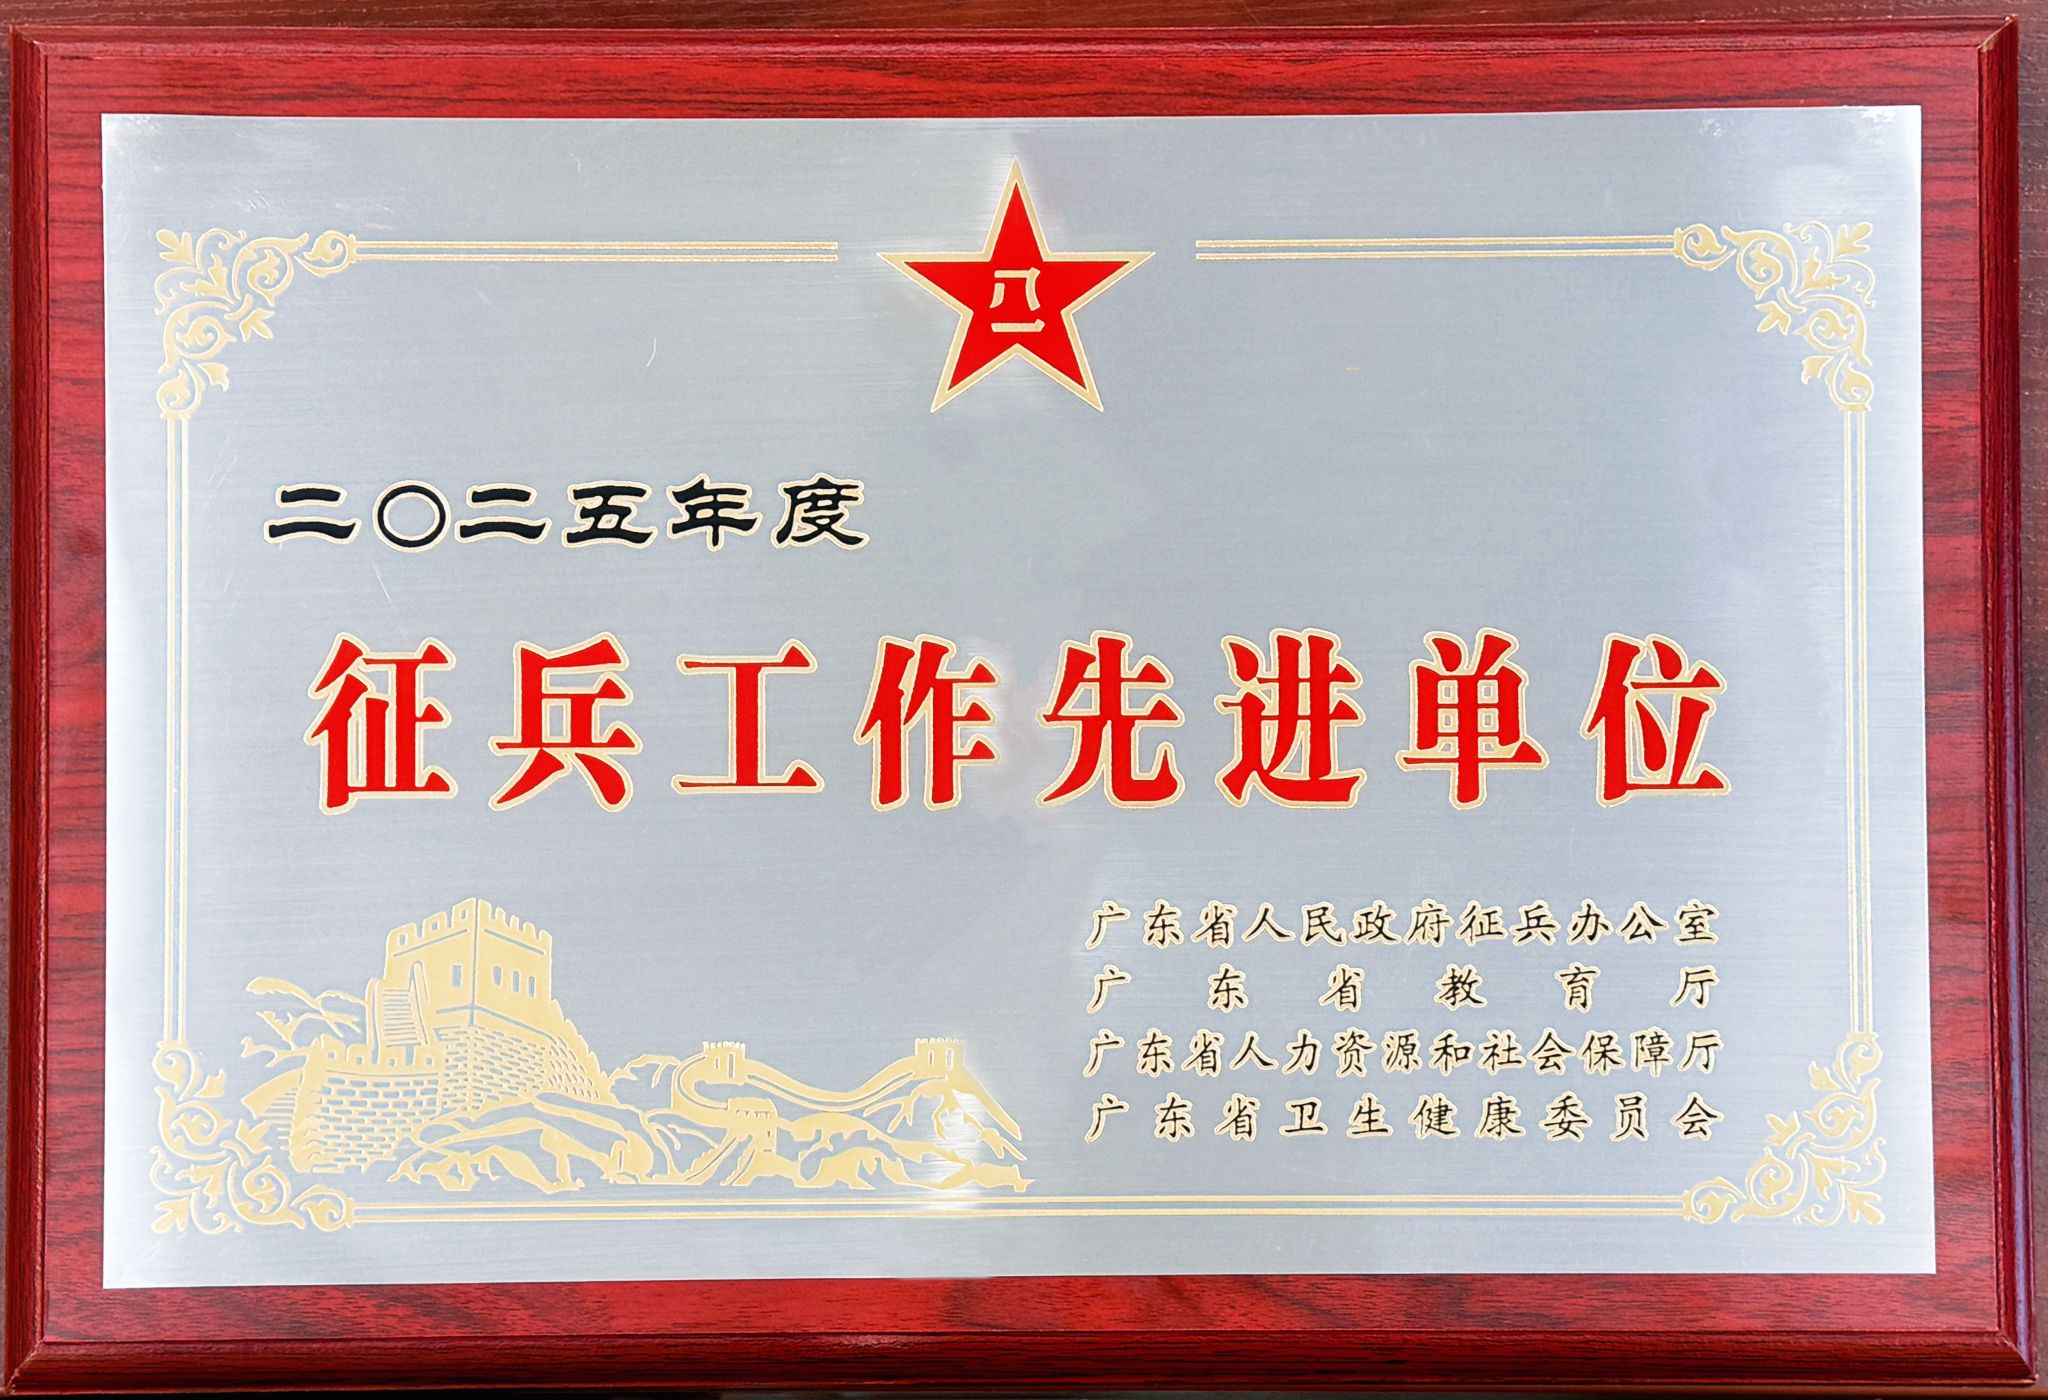 八一
二〇二五年度
征兵工作先进单位
广东省人民政府征兵办公室
广东省教育厅
广东省人力资源和社会保障厅
广东省卫生健康委员会